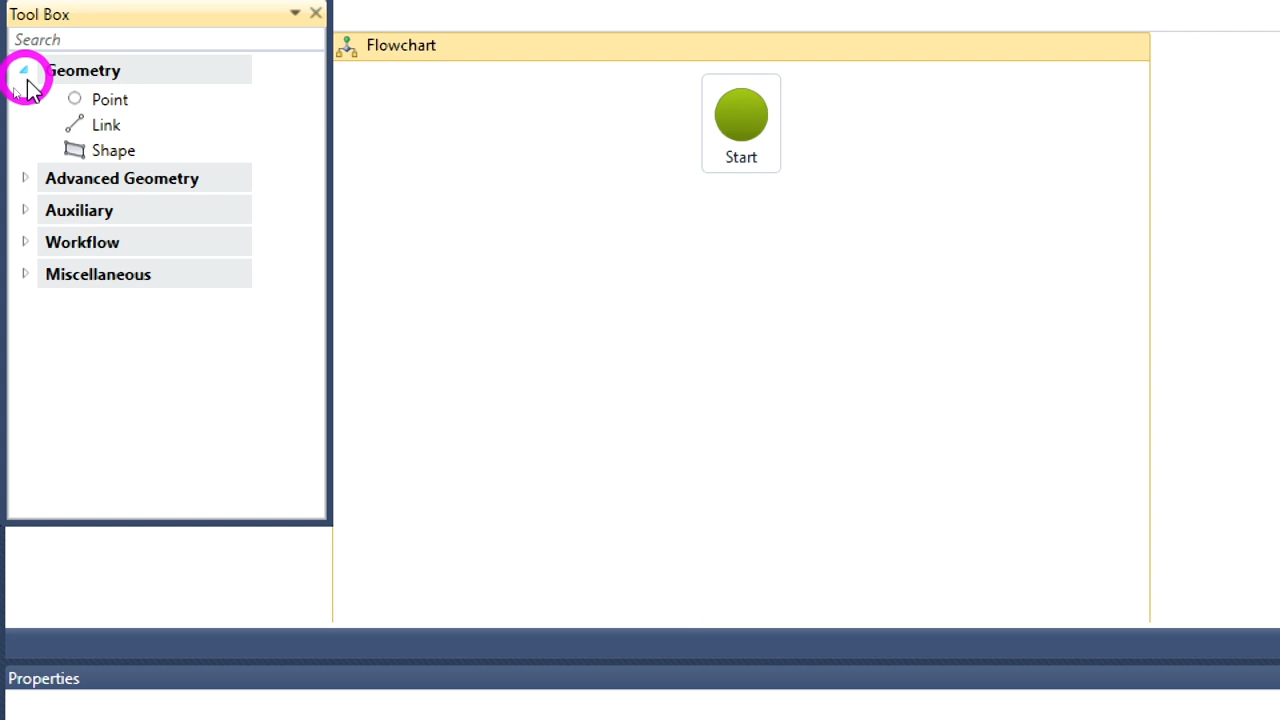 Tool Box
Search
Geometry
Point
Link
Shape
Advanced Geometry
Auxiliary
Workflow
Miscellaneous
Flowchart
Start
Properties